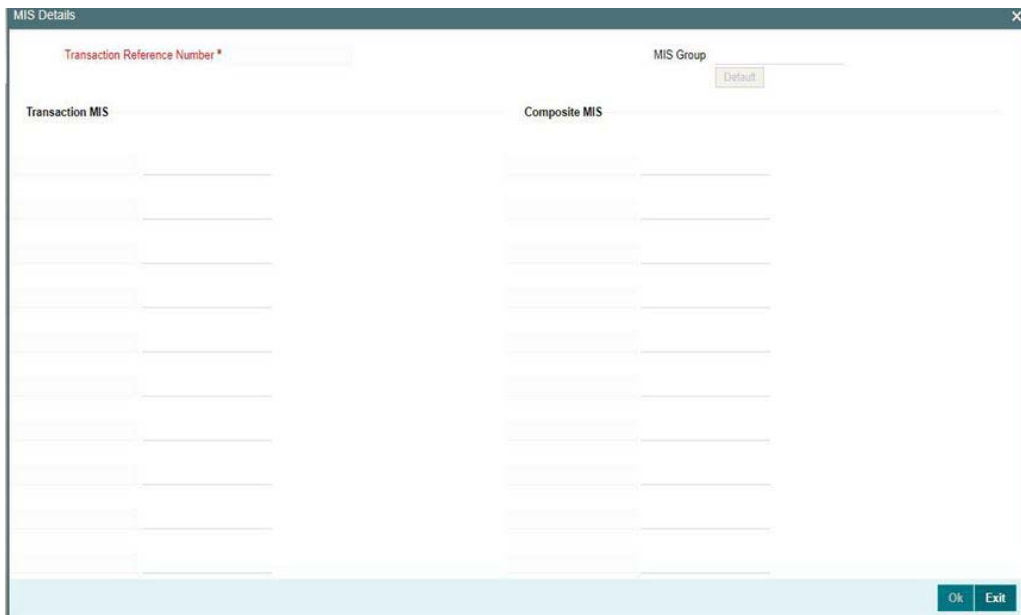 MIS Details
Transaction Reference Number * MIS Group
Default
Transaction MIS Composite MIS
Ok Exit